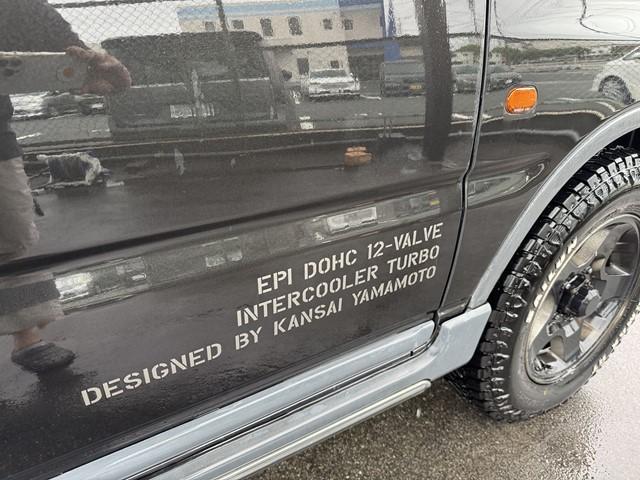 EPI DOHC 12-VALVE
INTERCOOLER TURBO
DESIGNED BY KANSAI YAMAMOTO